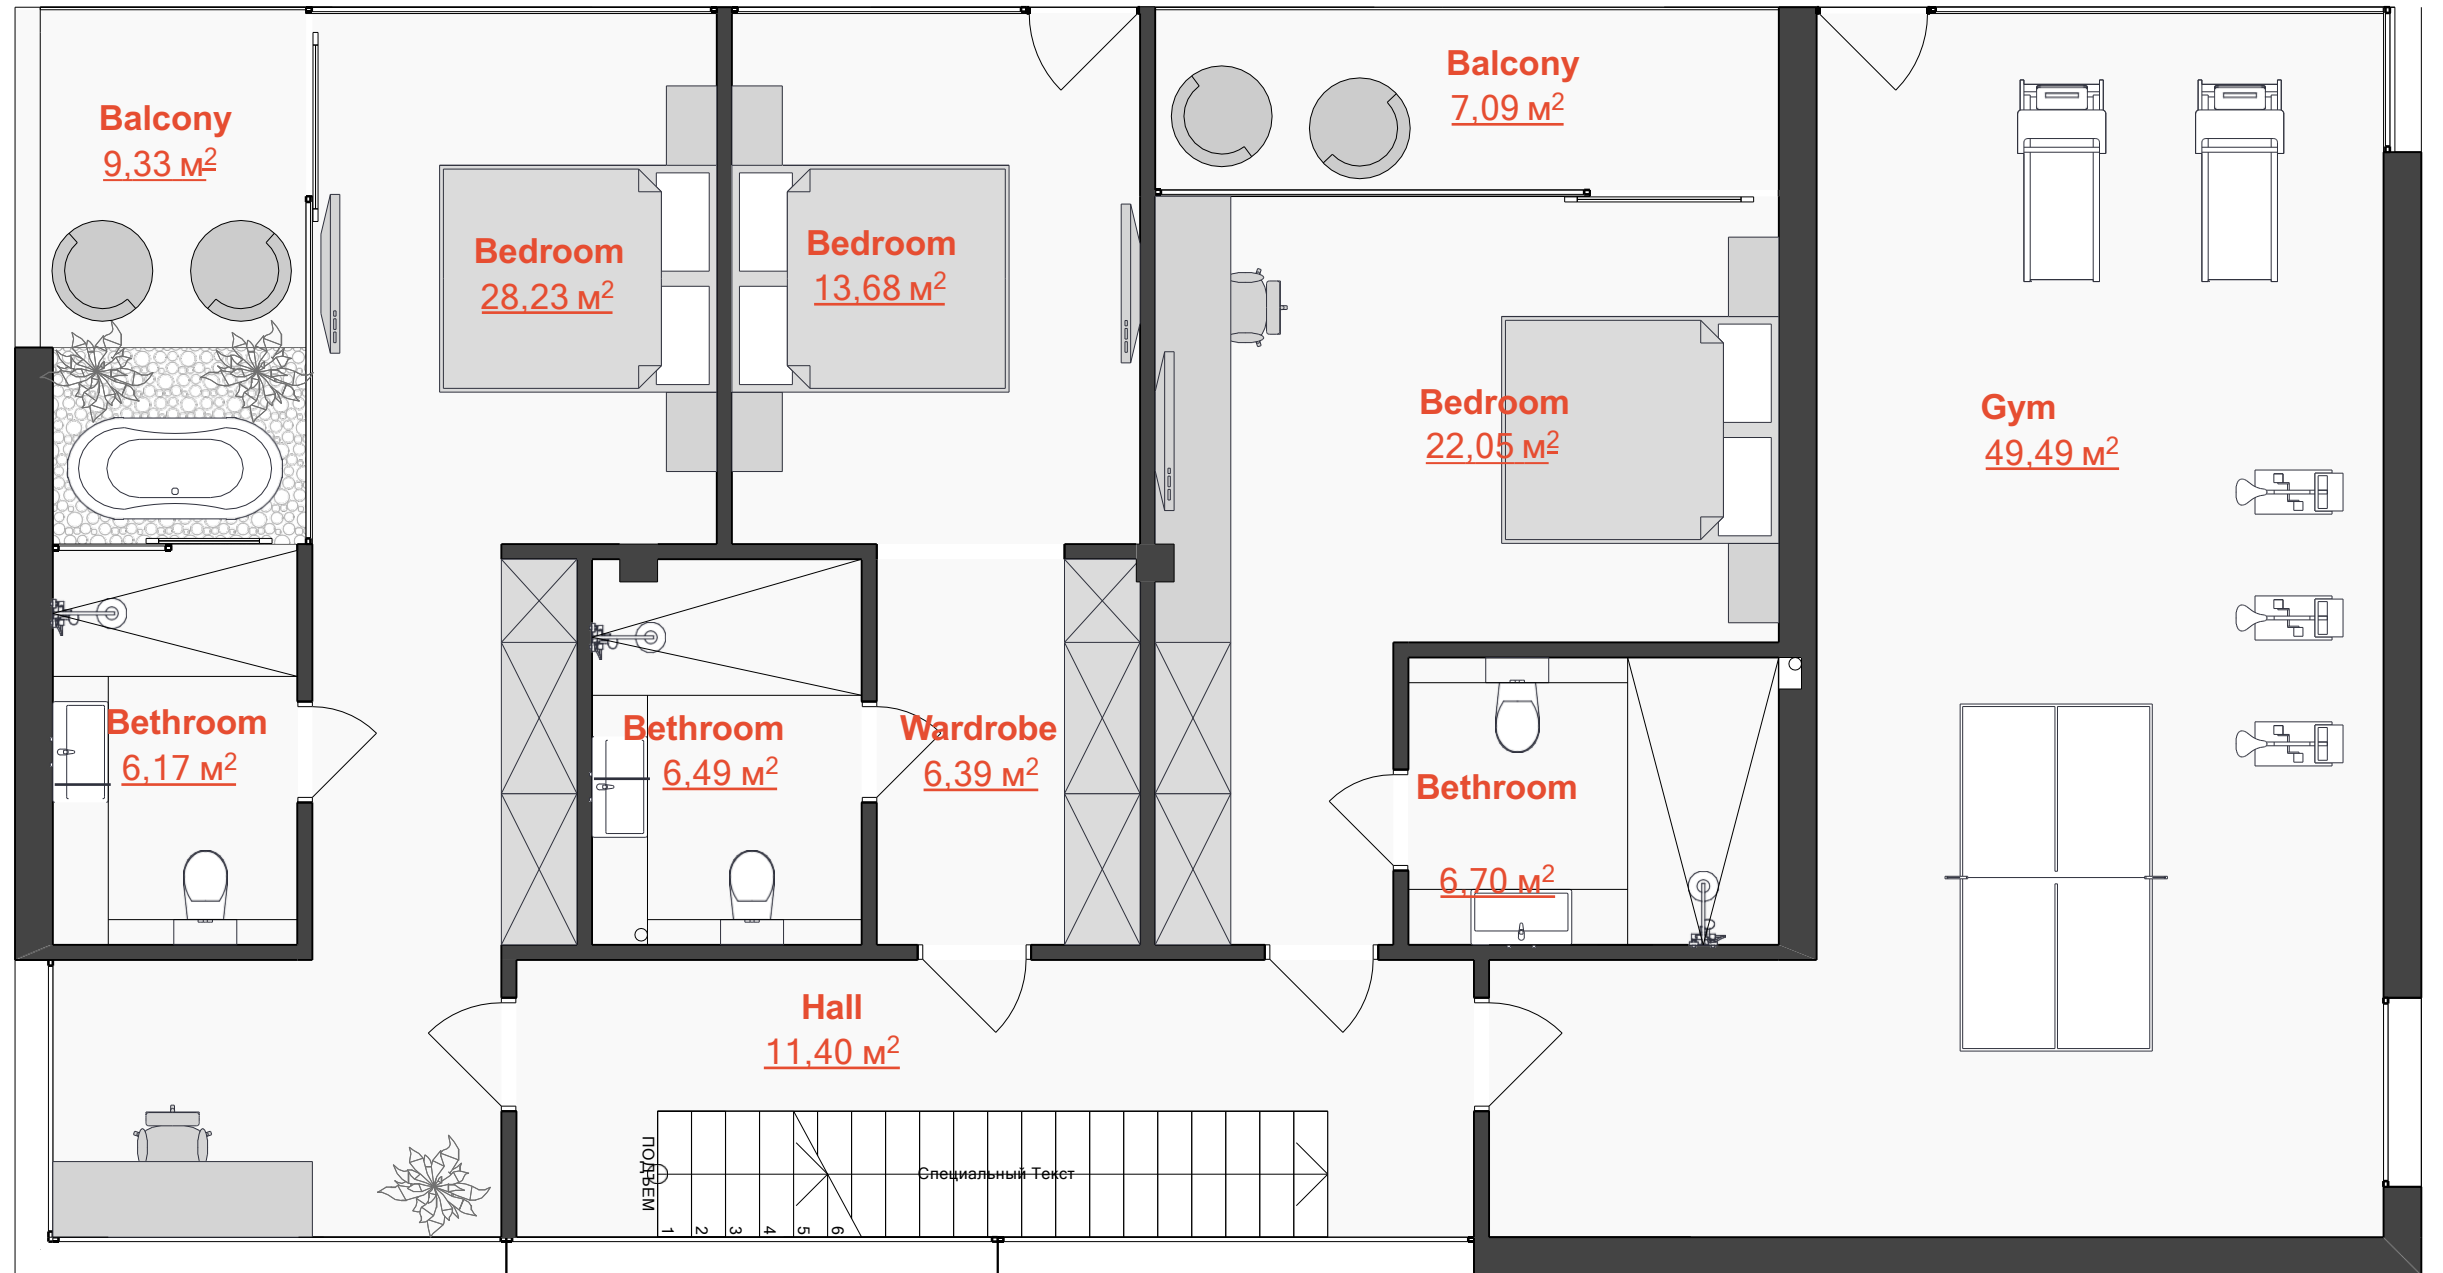 Balcony
9,33 м²
Bedroom
28,23 м²
Bedroom
13,68 м²
Balcony
7,09 м²
Bedroom
22,05 м²
Gym
49,49 м²
Bethroom
6,17 м²
Bethroom
6,49 м²
Wardrobe
6,39 м²
Bethroom
6,70 м²
Hall
11,40 м²
ПОДЪЕМ
Специальный Текст
1
2
3
4
5
6